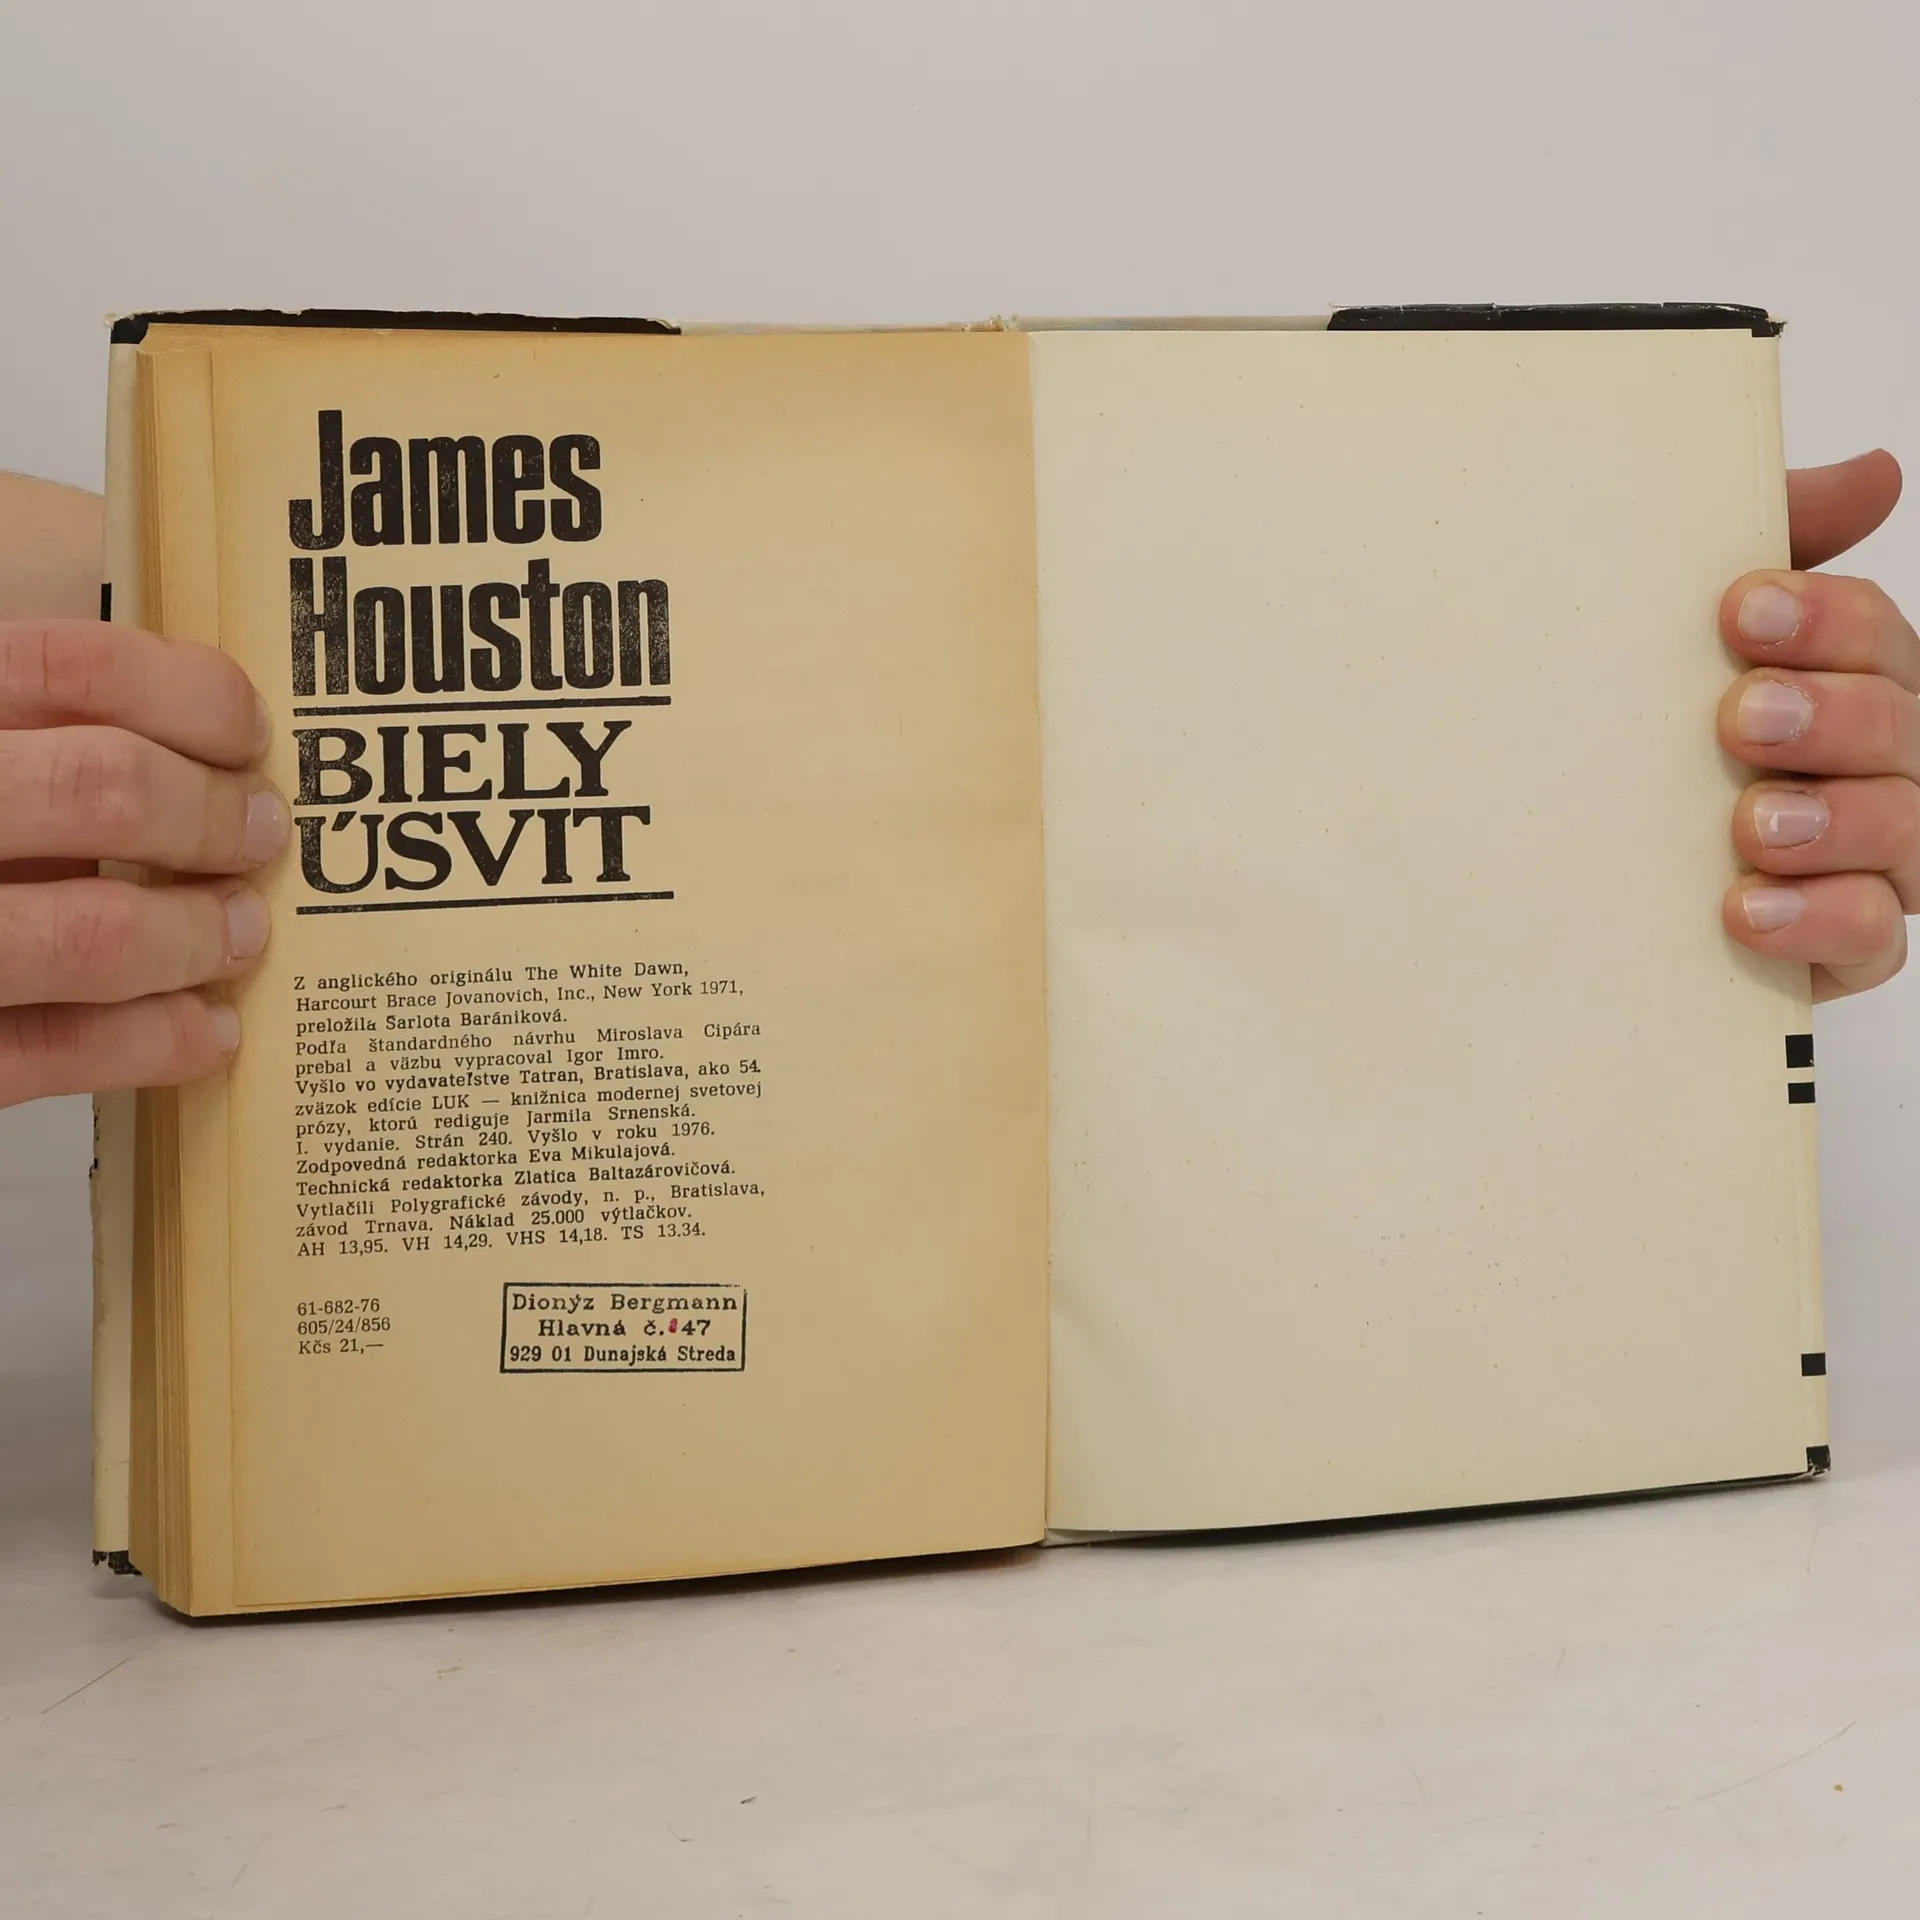 James
Houston
BIELY
ÚSVIT
Z anglického originálu The White Dawn,
Harcourt Brace Jovanovich, Inc., New York 1971,
preložila Šarlota Barániková.
Podľa štandardného návrhu Miroslava Cipára
prebal a väzbu vypracoval Igor Imro.
Vyšlo vo vydavateľstve Tatran, Bratislava, ako 54.
zväzok edície LUK — knižnica modernej svetovej
prózy, ktorú rediguje Jarmila Srnenská.
I. vydanie. Strán 240. Vyšlo v roku 1976.
Zodpovedná redaktorka Eva Mikulajová.
Technická redaktorka Zlatica Baltazárovičová.
Vytlačili Polygrafické závody, n. p., Bratislava,
závod Trnava. Náklad 25.000 výtlačkov.
AH 13,95. VH 14,29. VHS 14,18. TS 13.34.
61-682-76
605/24/856
Kčs 21,—
Dionýz Bergmann
Hlavná č. 47
929 01 Dunajská Streda